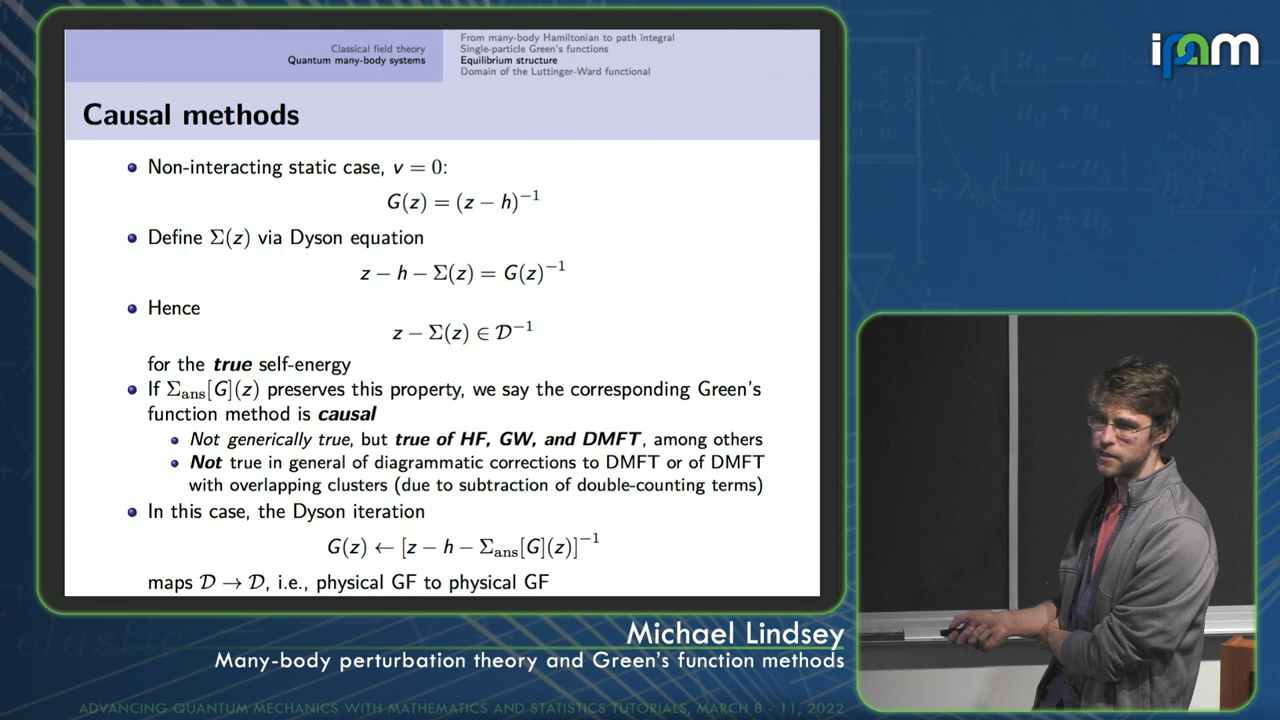 Classical field theory
Quantum many-body systems
From many-body Hamiltonian to path integral
Single-particle Green's functions
Equilibrium structure
Domain of the Luttinger-Ward functional
ipam
Causal methods
Non-interacting static case, v = 0:
G(z) = (z − h)⁻¹
Define Σ(z) via Dyson equation
z − h − Σ(z) = G(z)⁻¹
Hence
z − Σ(z) ∈ 𝒟⁻¹
for the true self-energy
If Σ_ans[G](z) preserves this property, we say the corresponding Green's
function method is causal
Not generically true, but true of HF, GW, and DMFT, among others
Not true in general of diagrammatic corrections to DMFT or of DMFT
with overlapping clusters (due to subtraction of double-counting terms)
In this case, the Dyson iteration
G(z) ← [z − h − Σ_ans[G](z)]⁻¹
maps 𝒟 → 𝒟, i.e., physical GF to physical GF
Michael Lindsey
Many-body perturbation theory and Green's function methods
ADVANCING QUANTUM MECHANICS WITH MATHEMATICS AND STATISTICS TUTORIALS, MARCH 8 - 11, 2022